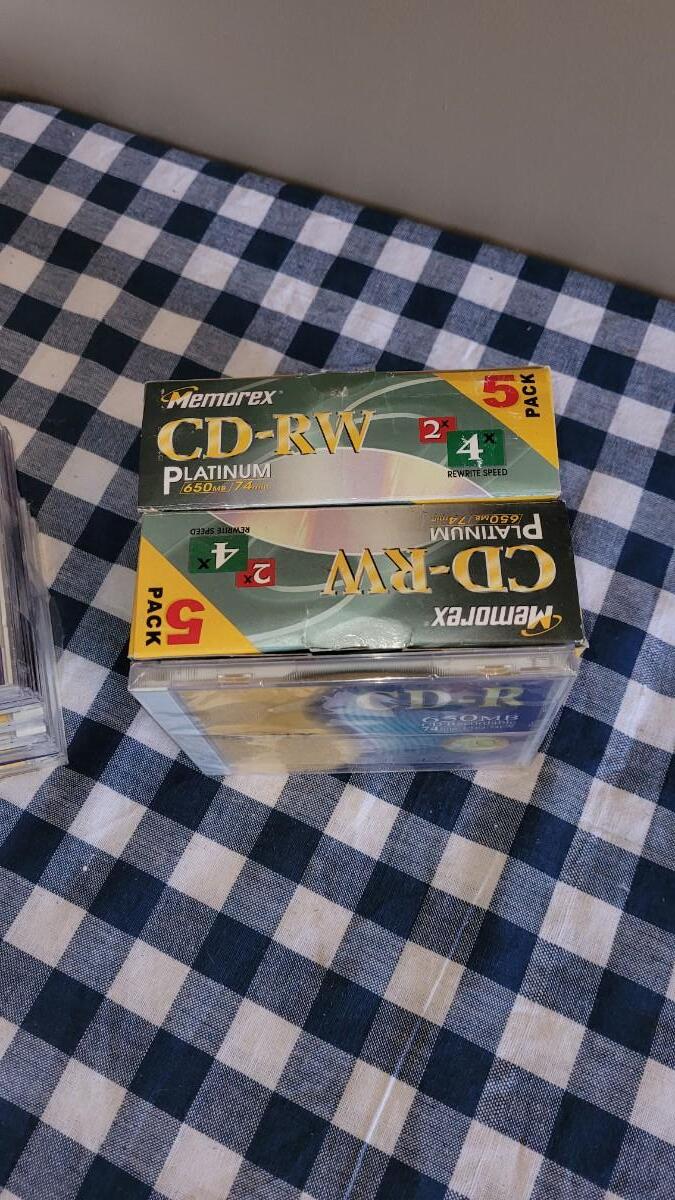 Memorex®
CD-RW
PLATINUM
650MB/74min
2x
4x
REWRITE SPEED
5
PACK
Memorex®
CD-RW
PLATINUM
650MB/74min
2x
4x
REWRITE SPEED
5
PACK
CD-R
650MB